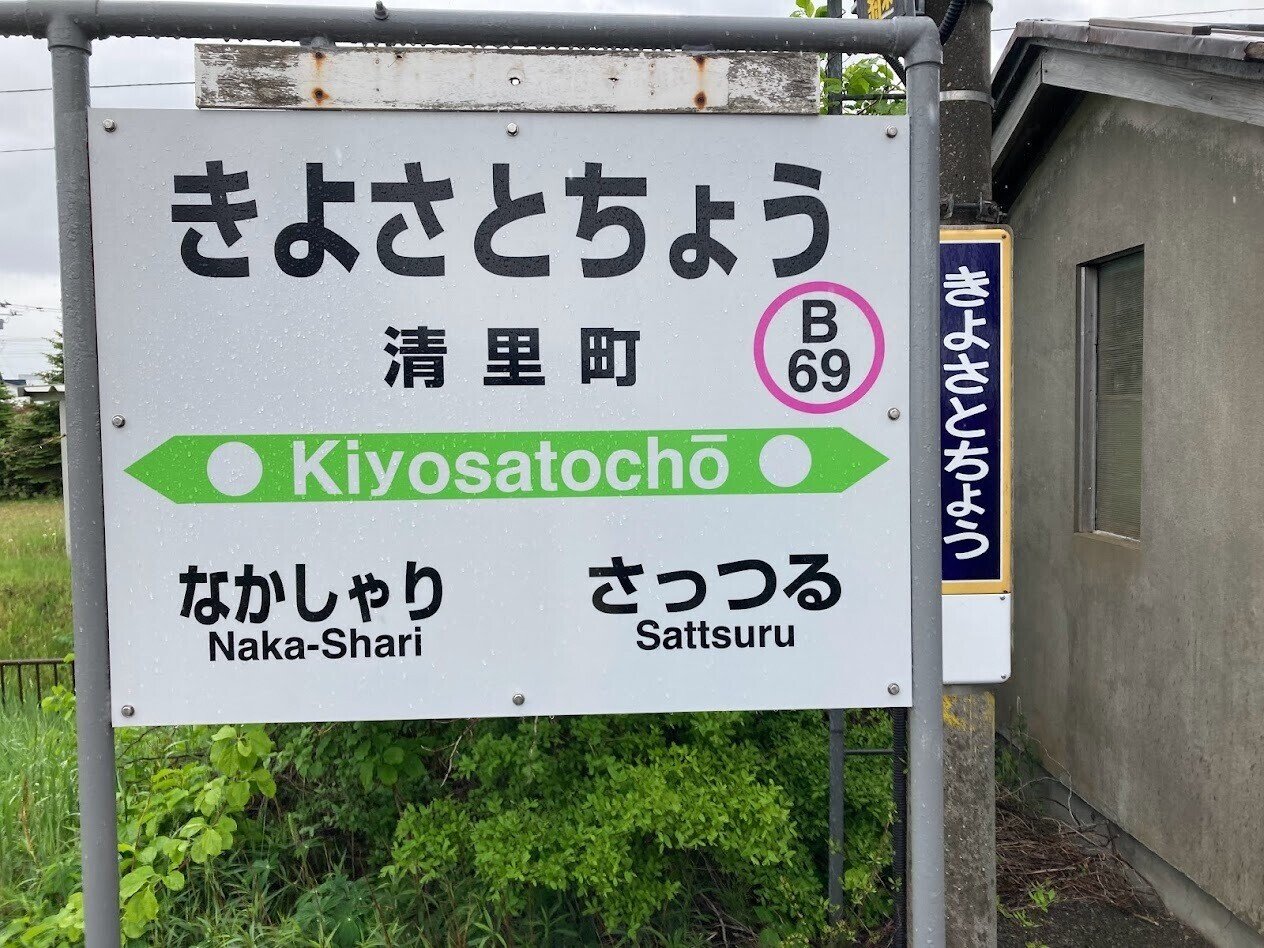 きよさとちょう
清里町
B
69
Kiyosatochō
なかしゃり
Naka-Shari
さっつる
Sattsuru
きよさとちょう